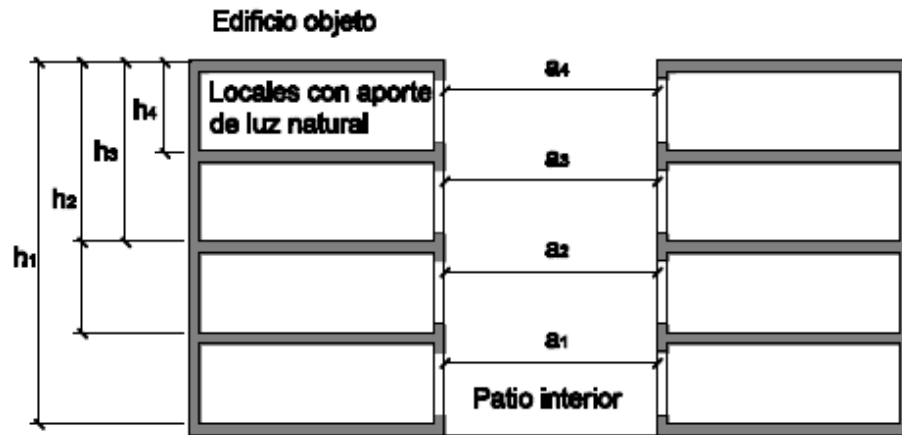 Edificio objeto
Locales con aporte
de luz natural
h₄
h₃
h₂
h₁
a₄
a₃
a₂
a₁
Patio interior